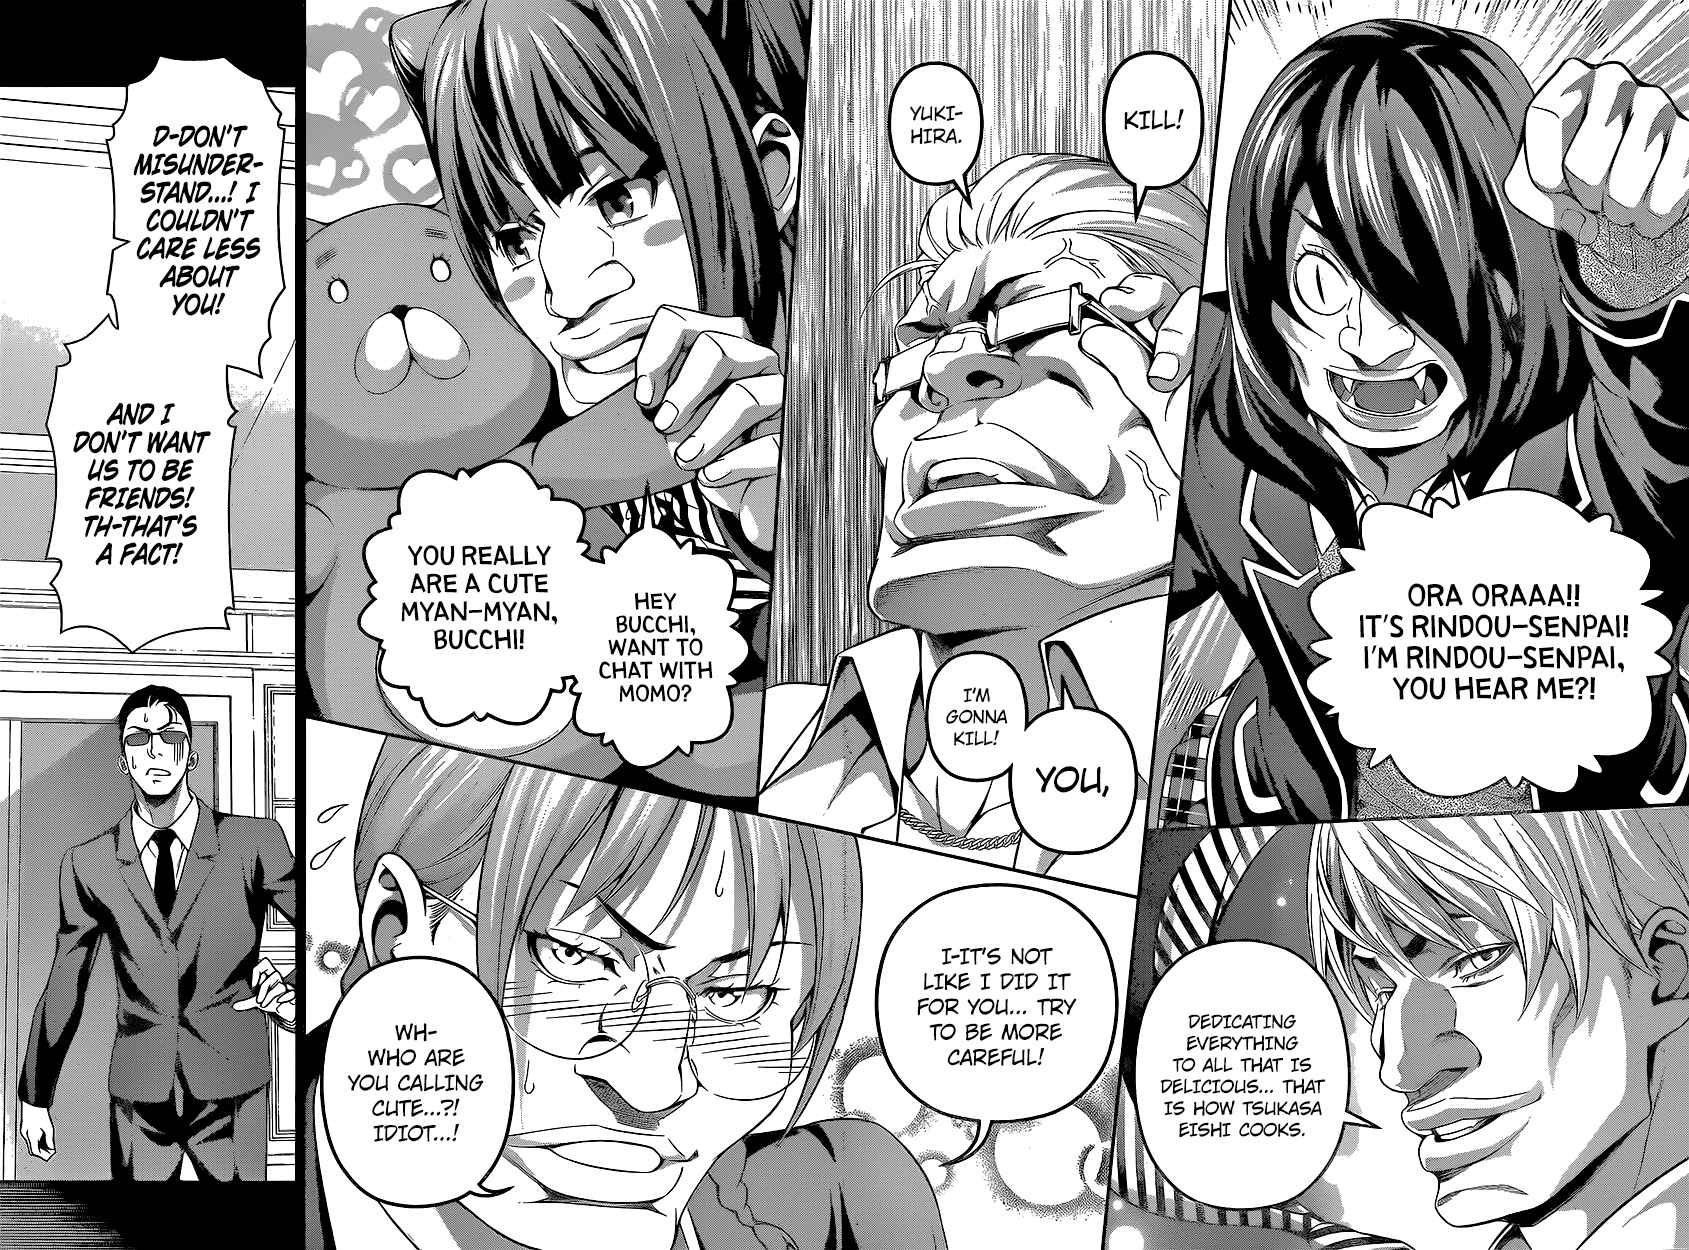 ORA ORAAA!!
IT'S RINDOU-SENPAI!
I'M RINDOU-SENPAI,
YOU HEAR ME?!
KILL!
YUKI-
HIRA.
YOU,
I'M
GONNA
KILL!
HEY
BUCCHI,
WANT TO
CHAT WITH
MOMO?
YOU REALLY
ARE A CUTE
MYAN-MYAN,
BUCCHI!
DEDICATING
EVERYTHING
TO ALL THAT IS
DELICIOUS... THAT
IS HOW TSUKASA
EISHI COOKS.
I-IT'S NOT
LIKE I DID IT
FOR YOU... TRY
TO BE MORE
CAREFUL!
WH-
WHO ARE
YOU CALLING
CUTE...?!
IDIOT...!
D-DON'T
MISUNDER-
STAND...! I
COULDN'T
CARE LESS
ABOUT
YOU!
AND I
DON'T WANT
US TO BE
FRIENDS!
TH-THAT'S
A FACT!